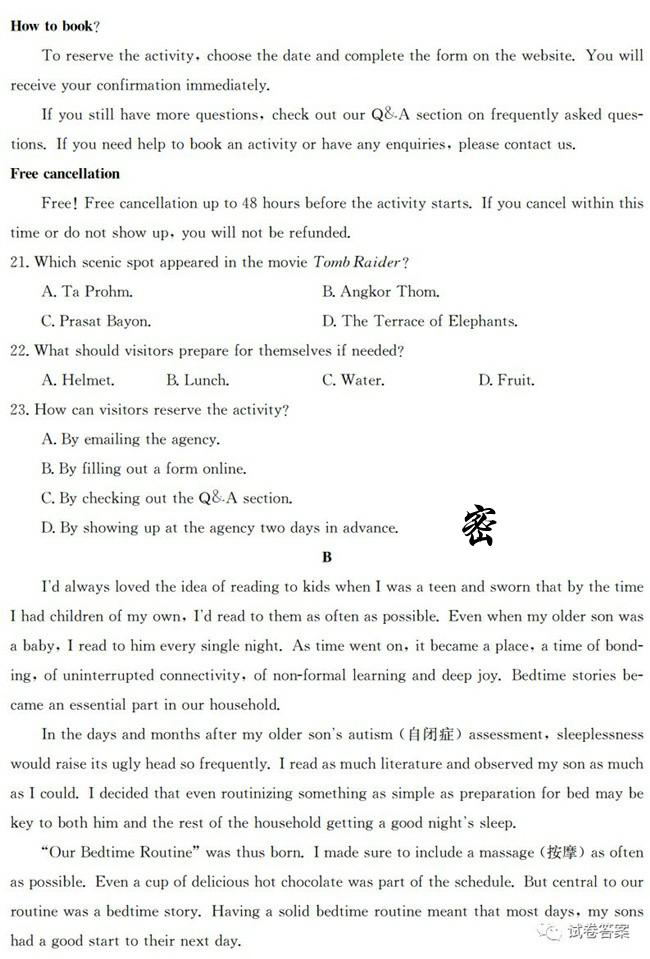 How to book?
To reserve the activity, choose the date and complete the form on the website. You will
receive your confirmation immediately.
If you still have more questions, check out our Q&A section on frequently asked ques-
tions. If you need help to book an activity or have any enquiries, please contact us.
Free cancellation
Free! Free cancellation up to 48 hours before the activity starts. If you cancel within this
time or do not show up, you will not be refunded.
21. Which scenic spot appeared in the movie Tomb Raider?
A. Ta Prohm. B. Angkor Thom.
C. Prasat Bayon. D. The Terrace of Elephants.
22. What should visitors prepare for themselves if needed?
A. Helmet. B. Lunch. C. Water. D. Fruit.
23. How can visitors reserve the activity?
A. By emailing the agency.
B. By filling out a form online.
C. By checking out the Q&A section.
D. By showing up at the agency two days in advance.
密
B
I'd always loved the idea of reading to kids when I was a teen and sworn that by the time
I had children of my own, I'd read to them as often as possible. Even when my older son was
a baby, I read to him every single night. As time went on, it became a place, a time of bond-
ing, of uninterrupted connectivity, of non-formal learning and deep joy. Bedtime stories be-
came an essential part in our household.
In the days and months after my older son's autism (自闭症) assessment, sleeplessness
would raise its ugly head so frequently. I read as much literature and observed my son as much
as I could. I decided that even routinizing something as simple as preparation for bed may be
key to both him and the rest of the household getting a good night's sleep.
"Our Bedtime Routine" was thus born. I made sure to include a massage (按摩) as often
as possible. Even a cup of delicious hot chocolate was part of the schedule. But central to our
routine was a bedtime story. Having a solid bedtime routine meant that most days, my sons
had a good start to their next day.
试卷答案